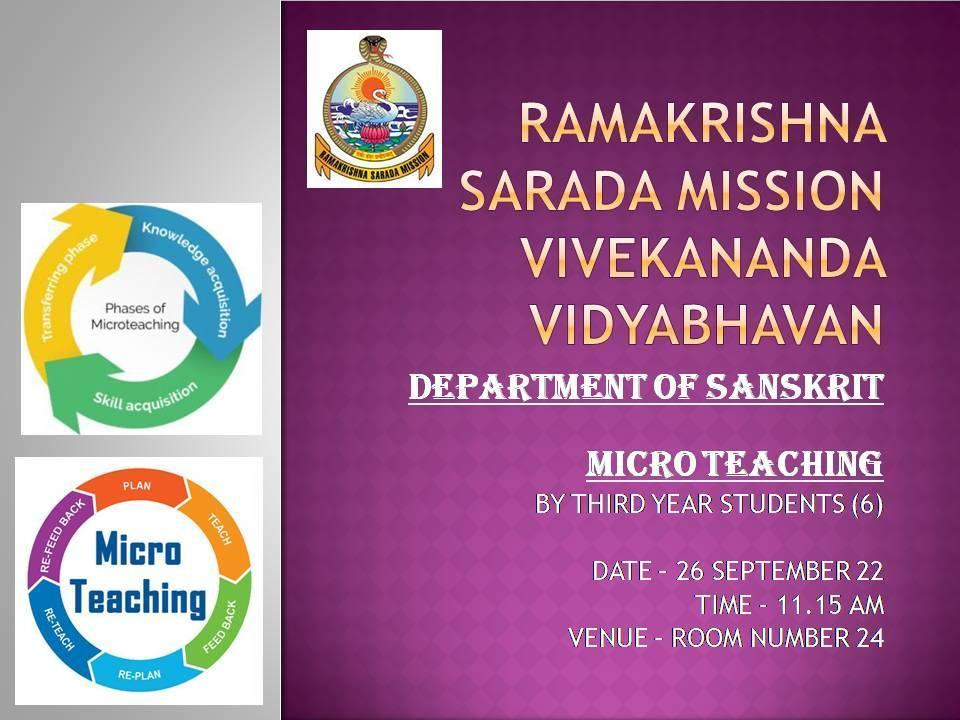 RAMAKRISHNA SARADA MISSION
RAMAKRISHNA
SARADA MISSION
VIVEKANANDA
VIDYABHAVAN
DEPARTMENT OF SANSKRIT
MICRO TEACHING
BY THIRD YEAR STUDENTS (6)
DATE – 26 SEPTEMBER 22
TIME – 11.15 AM
VENUE – ROOM NUMBER 24
Transferring phase
Knowledge acquisition
Phases of
Microteaching
Skill acquisition
PLAN
TEACH
FEED BACK
RE-PLAN
RE-TEACH
RE-FEED BACK
Micro
Teaching